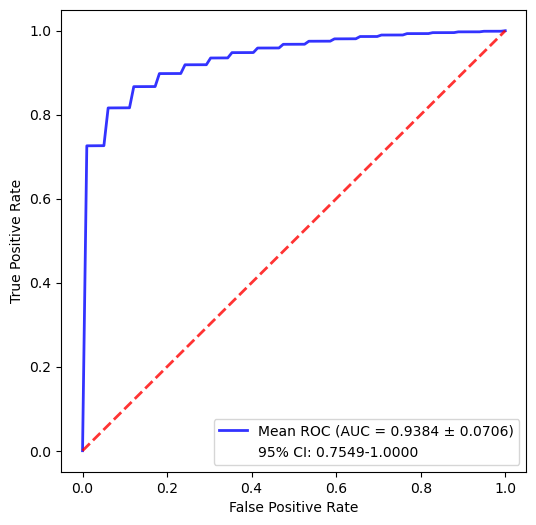 1.0
0.8
0.6
0.4
0.2
0.0
True Positive Rate
Mean ROC (AUC = 0.9384 ± 0.0706)
95% CI: 0.7549-1.0000
0.0 0.2 0.4 0.6 0.8 1.0
False Positive Rate